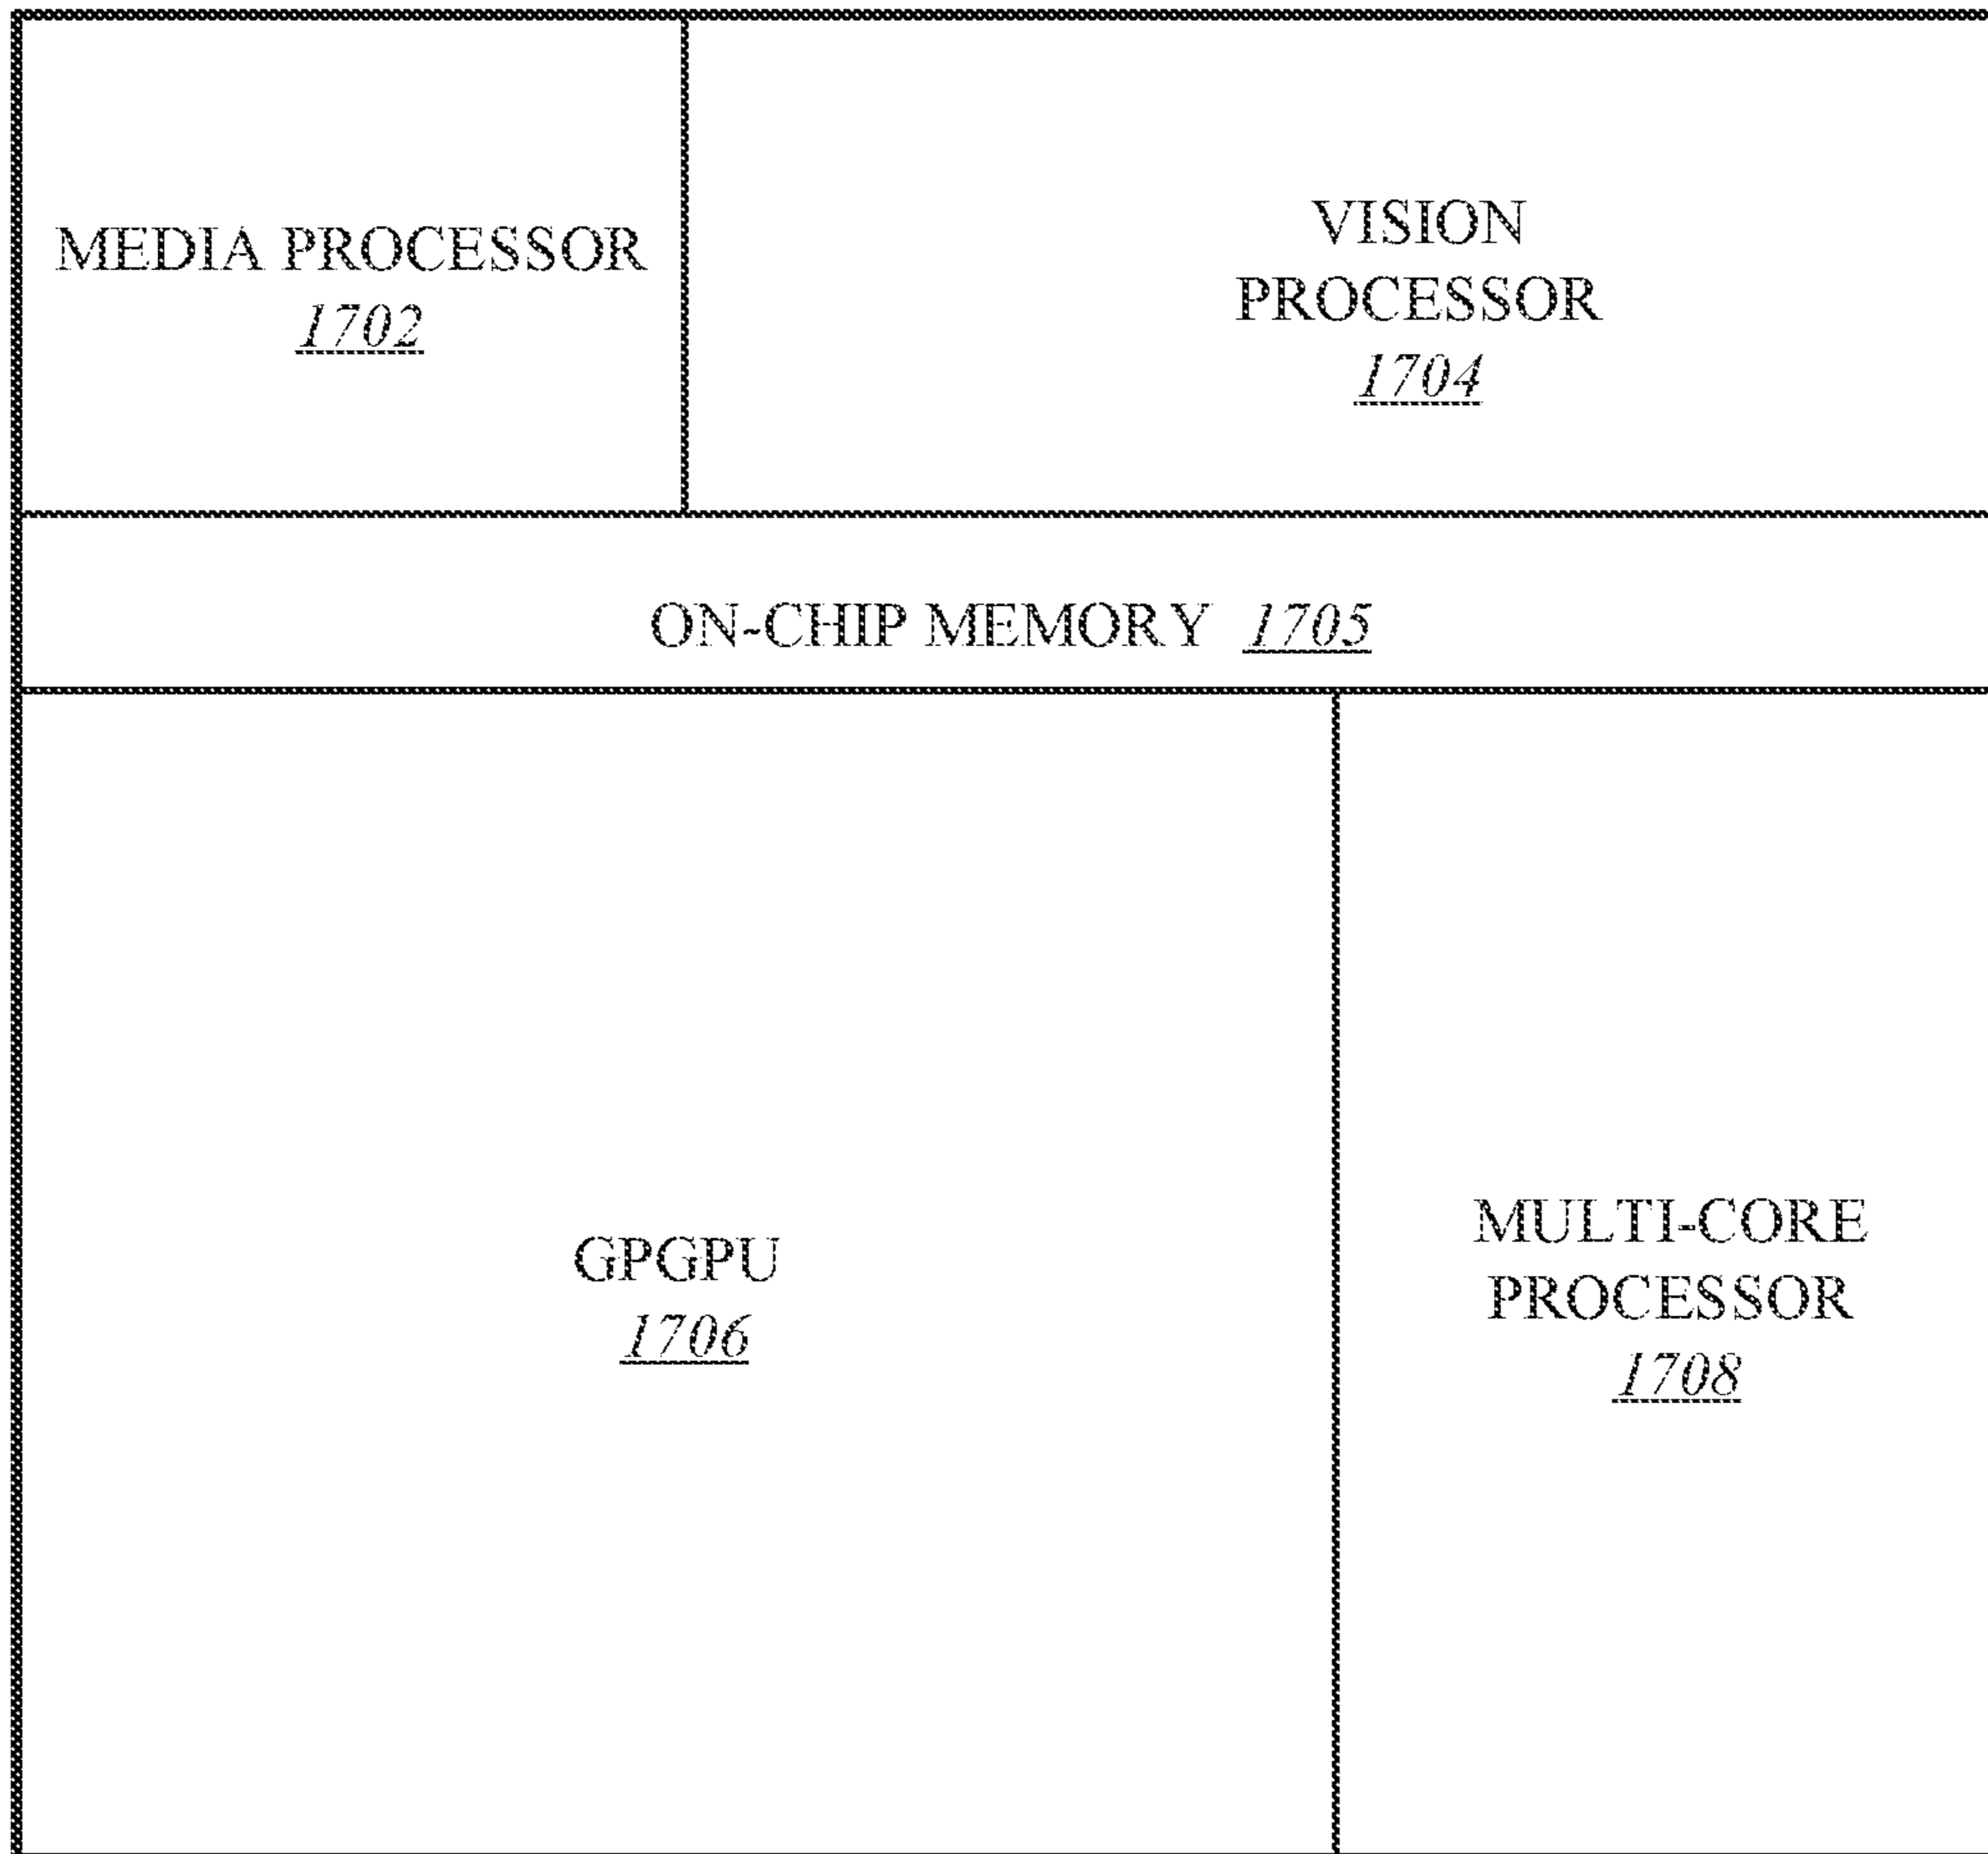 MEDIA PROCESSOR
1702
VISION
PROCESSOR
1704
ON-CHIP MEMORY 1705
GPGPU
1706
MULTI-CORE
PROCESSOR
1708